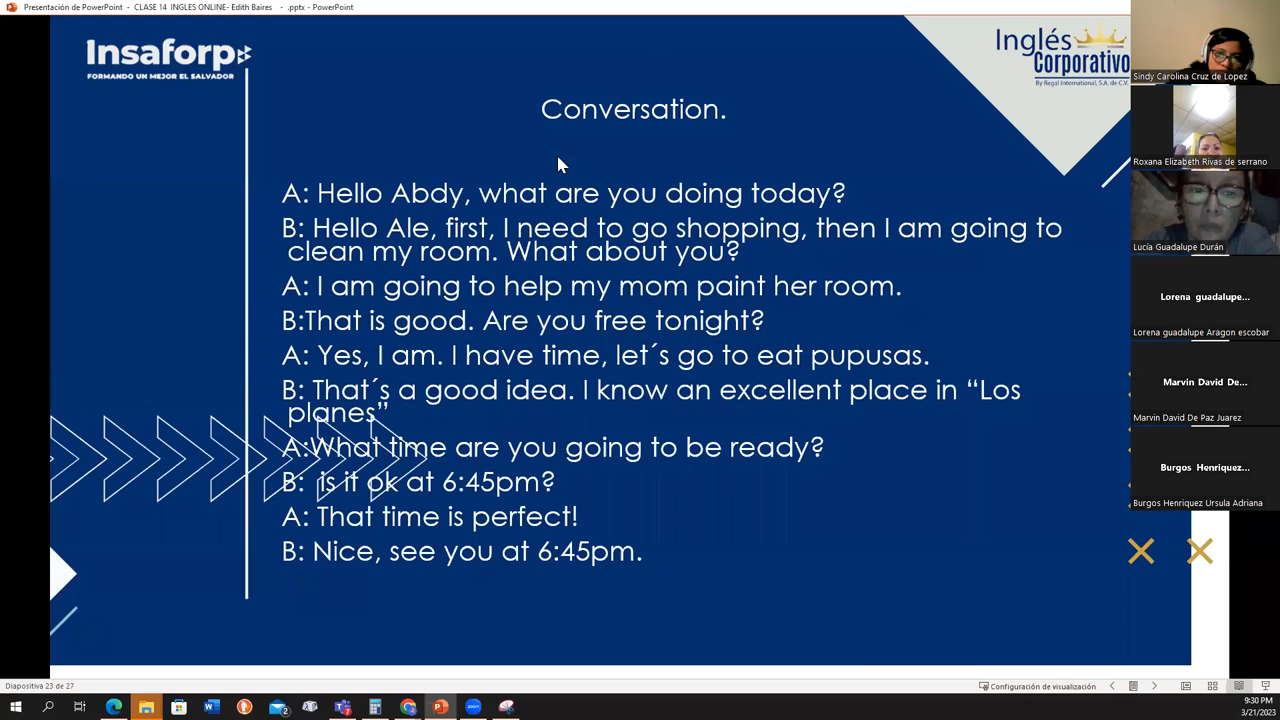 Presentación de PowerPoint - CLASE 14 INGLES ONLINE- Edith Baires - .pptx - PowerPoint
Insaforp
FORMANDO UN MEJOR EL SALVADOR
Inglés
Corporativo
By Regal International, S.A. de C.V.
Conversation.
A: Hello Abdy, what are you doing today?
B: Hello Ale, first, I need to go shopping, then I am going to
clean my room. What about you?
A: I am going to help my mom paint her room.
B:That is good. Are you free tonight?
A: Yes, I am. I have time, let´s go to eat pupusas.
B: That´s a good idea. I know an excellent place in “Los
planes”
A:What time are you going to be ready?
B: is it ok at 6:45pm?
A: That time is perfect!
B: Nice, see you at 6:45pm.
Sindy Carolina Cruz de Lopez
Roxana Elizabeth Rivas de serrano
Lucía Guadalupe Durán
Lorena guadalupe...
Lorena guadalupe Aragon escobar
Marvin David De...
Marvin David De Paz Juarez
Burgos Henriquez...
Burgos Henriquez Ursula Adriana
Diapositiva 23 de 27
Configuración de visualización
9:30 PM
3/21/2023